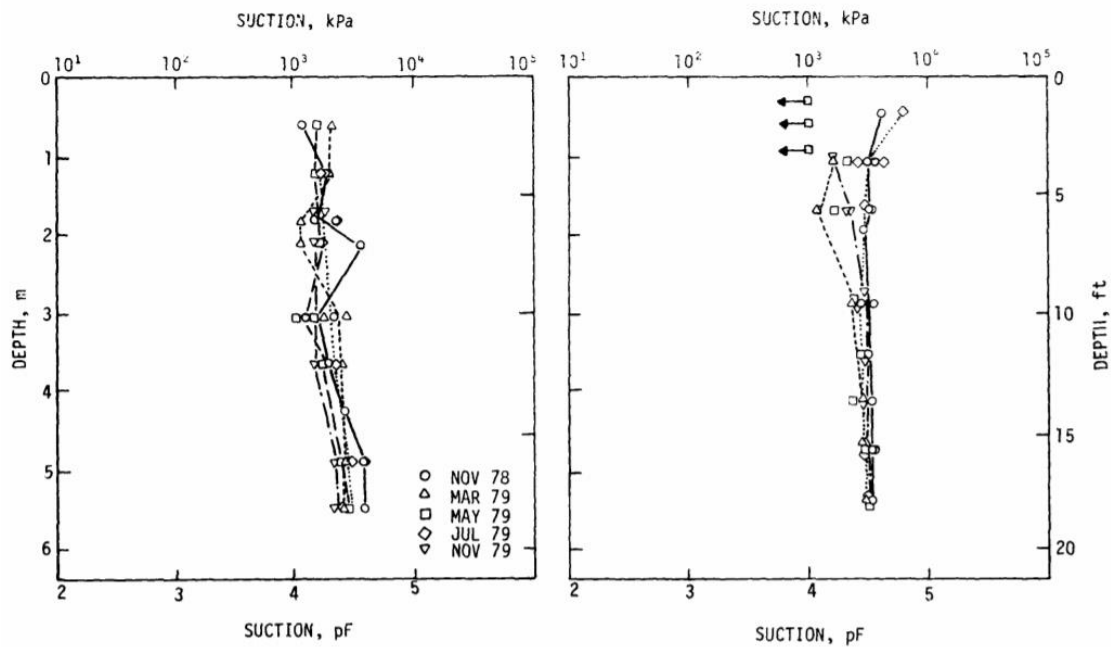 SUCTION, kPa
10¹ 10² 10³ 10⁴ 10⁵
0
1
2
3
4
5
6
DEPTH, m
NOV 78
MAR 79
MAY 79
JUL 79
NOV 79
2 3 4 5
SUCTION, pF
SUCTION, kPa
10¹ 10² 10³ 10⁴ 10⁵
0
5
10
15
20
DEPTH, ft
2 3 4 5
SUCTION, pF